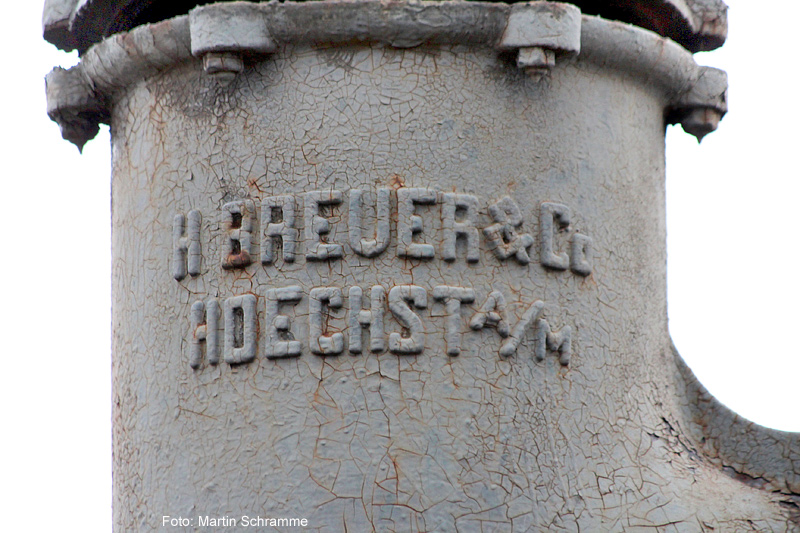 H BREUER & Co
HOECHST A/M
Foto: Martin Schramme